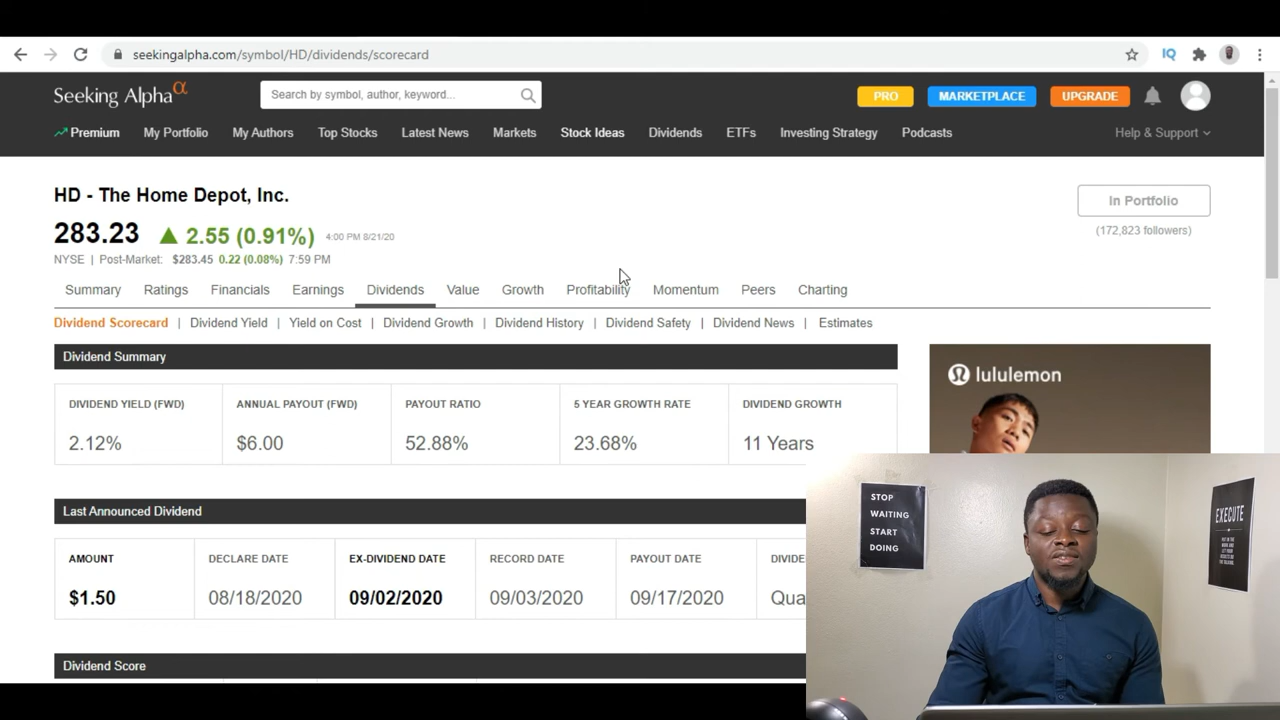 seekingalpha.com/symbol/HD/dividends/scorecard
IQ
Seeking Alpha α
Search by symbol, author, keyword...
PRO
MARKETPLACE
UPGRADE
Premium My Portfolio My Authors Top Stocks Latest News Markets Stock Ideas Dividends ETFs Investing Strategy Podcasts Help & Support
HD - The Home Depot, Inc.
In Portfolio
283.23 2.55 (0.91%) 4:00 PM 8/21/20
(172,823 followers)
NYSE | Post-Market: $283.45 0.22 (0.08%) 7:59 PM
Summary Ratings Financials Earnings Dividends Value Growth Profitability Momentum Peers Charting
Dividend Scorecard | Dividend Yield | Yield on Cost | Dividend Growth | Dividend History | Dividend Safety | Dividend News | Estimates
Dividend Summary
lululemon
DIVIDEND YIELD (FWD) ANNUAL PAYOUT (FWD) PAYOUT RATIO 5 YEAR GROWTH RATE DIVIDEND GROWTH
2.12% $6.00 52.88% 23.68% 11 Years
Last Announced Dividend
AMOUNT DECLARE DATE EX-DIVIDEND DATE RECORD DATE PAYOUT DATE DIVIDE
$1.50 08/18/2020 09/02/2020 09/03/2020 09/17/2020 Qua
Dividend Score
STOP
WAITING
START
DOING
EXECUTE